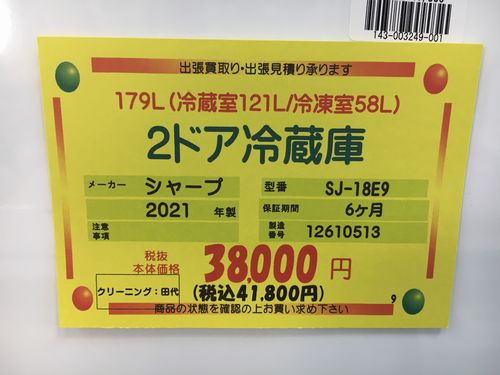 143-003249-001
出張買取り・出張見積り承ります
179L(冷蔵室121L/冷凍室58L)
2ドア冷蔵庫
メーカー シャープ 型番 SJ-18E9
2021 年製 保証期間 6ケ月
注意事項 製造番号 12610513
税抜
本体価格 38,000 円
クリーニング:田代 (税込41,800円) 9
商品の状態を確認の上お買い求め下さい